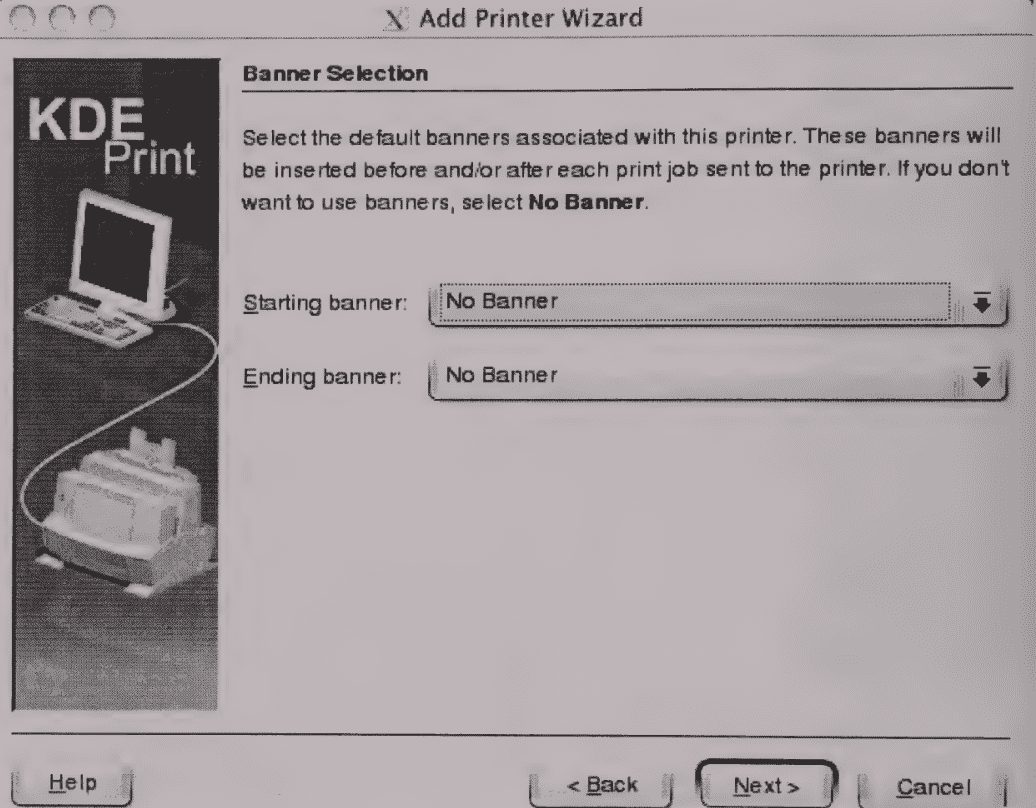 X Add Printer Wizard
KDE
Print
Banner Selection
Select the default banners associated with this printer. These banners will
be inserted before and/or after each print job sent to the printer. If you don't
want to use banners, select No Banner.
Starting banner: No Banner
Ending banner: No Banner
Help < Back Next > Cancel